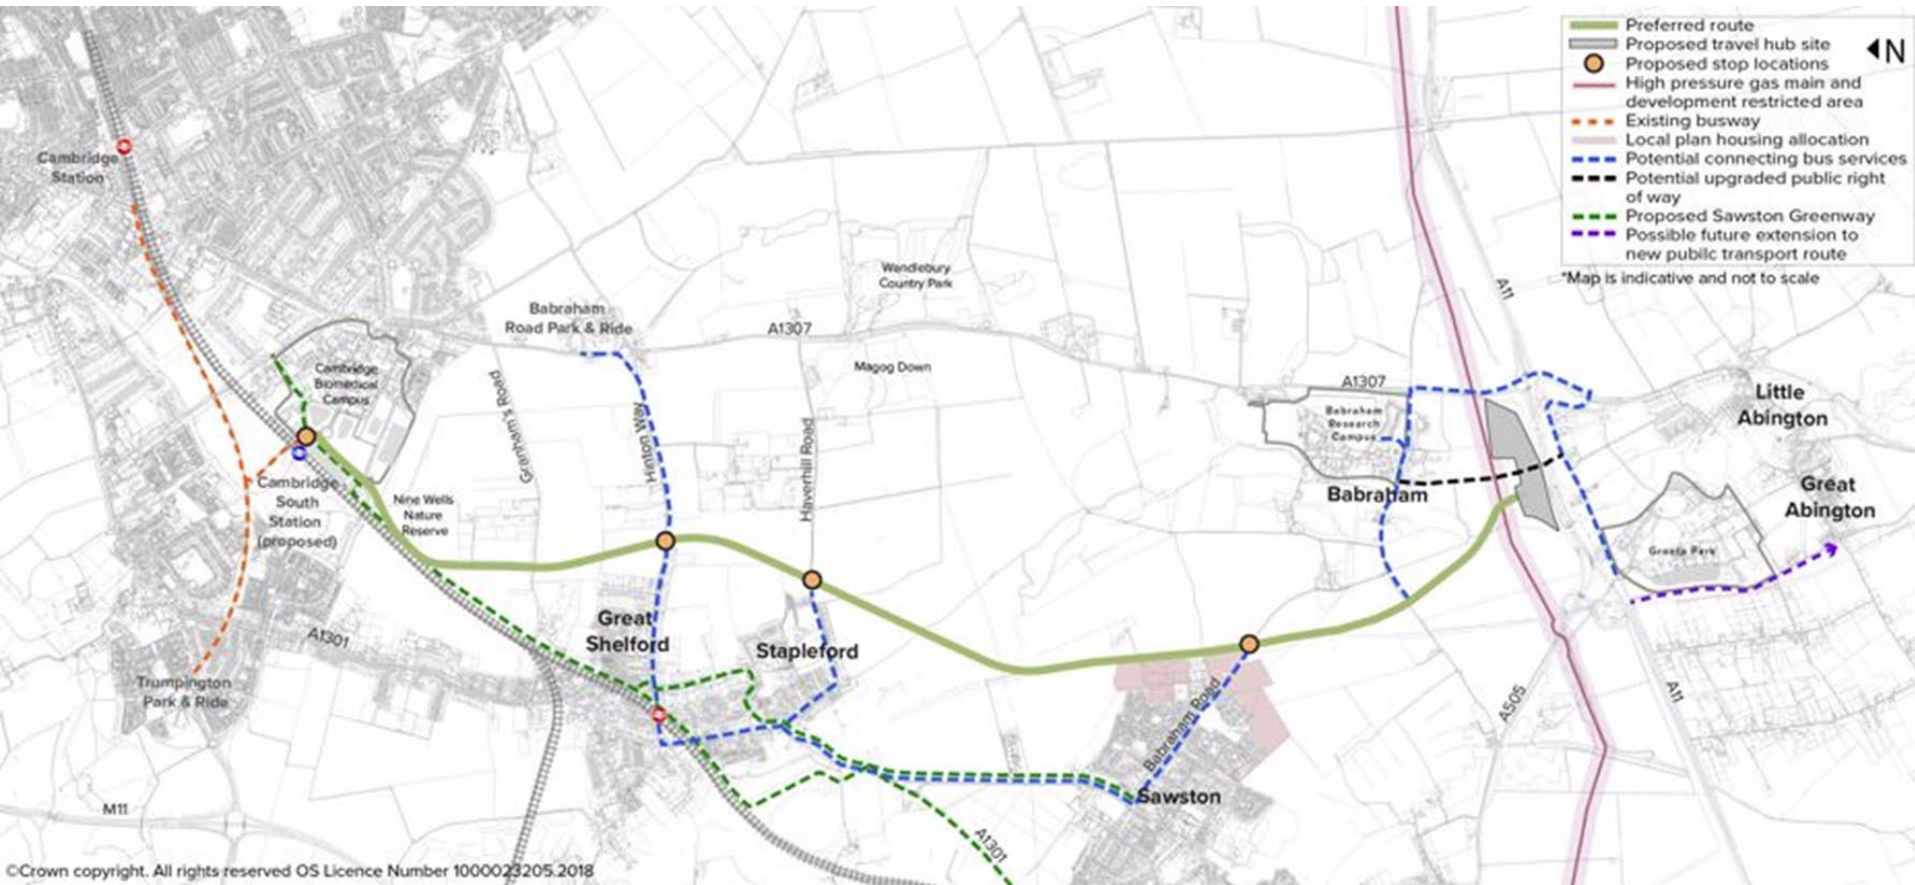 Preferred route
Proposed travel hub site
N
Proposed stop locations
High pressure gas main and
development restricted area
Existing busway
Local plan housing allocation
Potential connecting bus services
Potential upgraded public right
of way
Proposed Sawston Greenway
Possible future extension to
new public transport route
*Map is indicative and not to scale
Cambridge
Station
Wandlebury
Country Park
A11
Babraham
Road Park & Ride
A1307
Cambridge
Biomedical
Campus
Magog Down
A1307
Granham's Road
Hinton Way
Haverhill Road
Babraham
Research
Campus
Little
Abington
Cambridge
South
Station
(proposed)
Nine Wells
Nature
Reserve
Babraham
Great
Abington
Granta Park
A1301
Great
Shelford
Stapleford
Trumpington
Park & Ride
Babraham Road
A505
A11
Sawston
M11
A1301
©Crown copyright. All rights reserved OS Licence Number 1000023205.2018